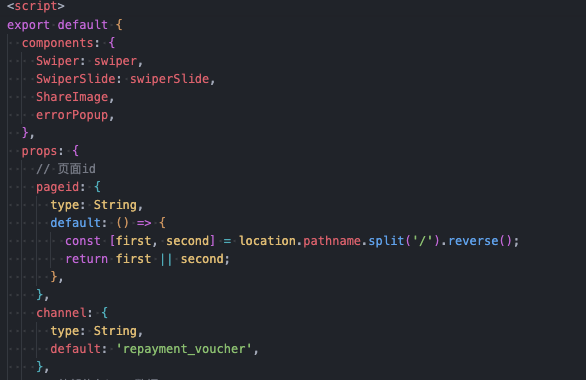 <script>
export default {
components: {
Swiper: swiper,
SwiperSlide: swiperSlide,
ShareImage,
errorPopup,
},
props: {
// 页面id
pageid: {
type: String,
default: () => {
const [first, second] = location.pathname.split('/').reverse();
return first || second;
},
},
channel: {
type: String,
default: 'repayment_voucher',
},